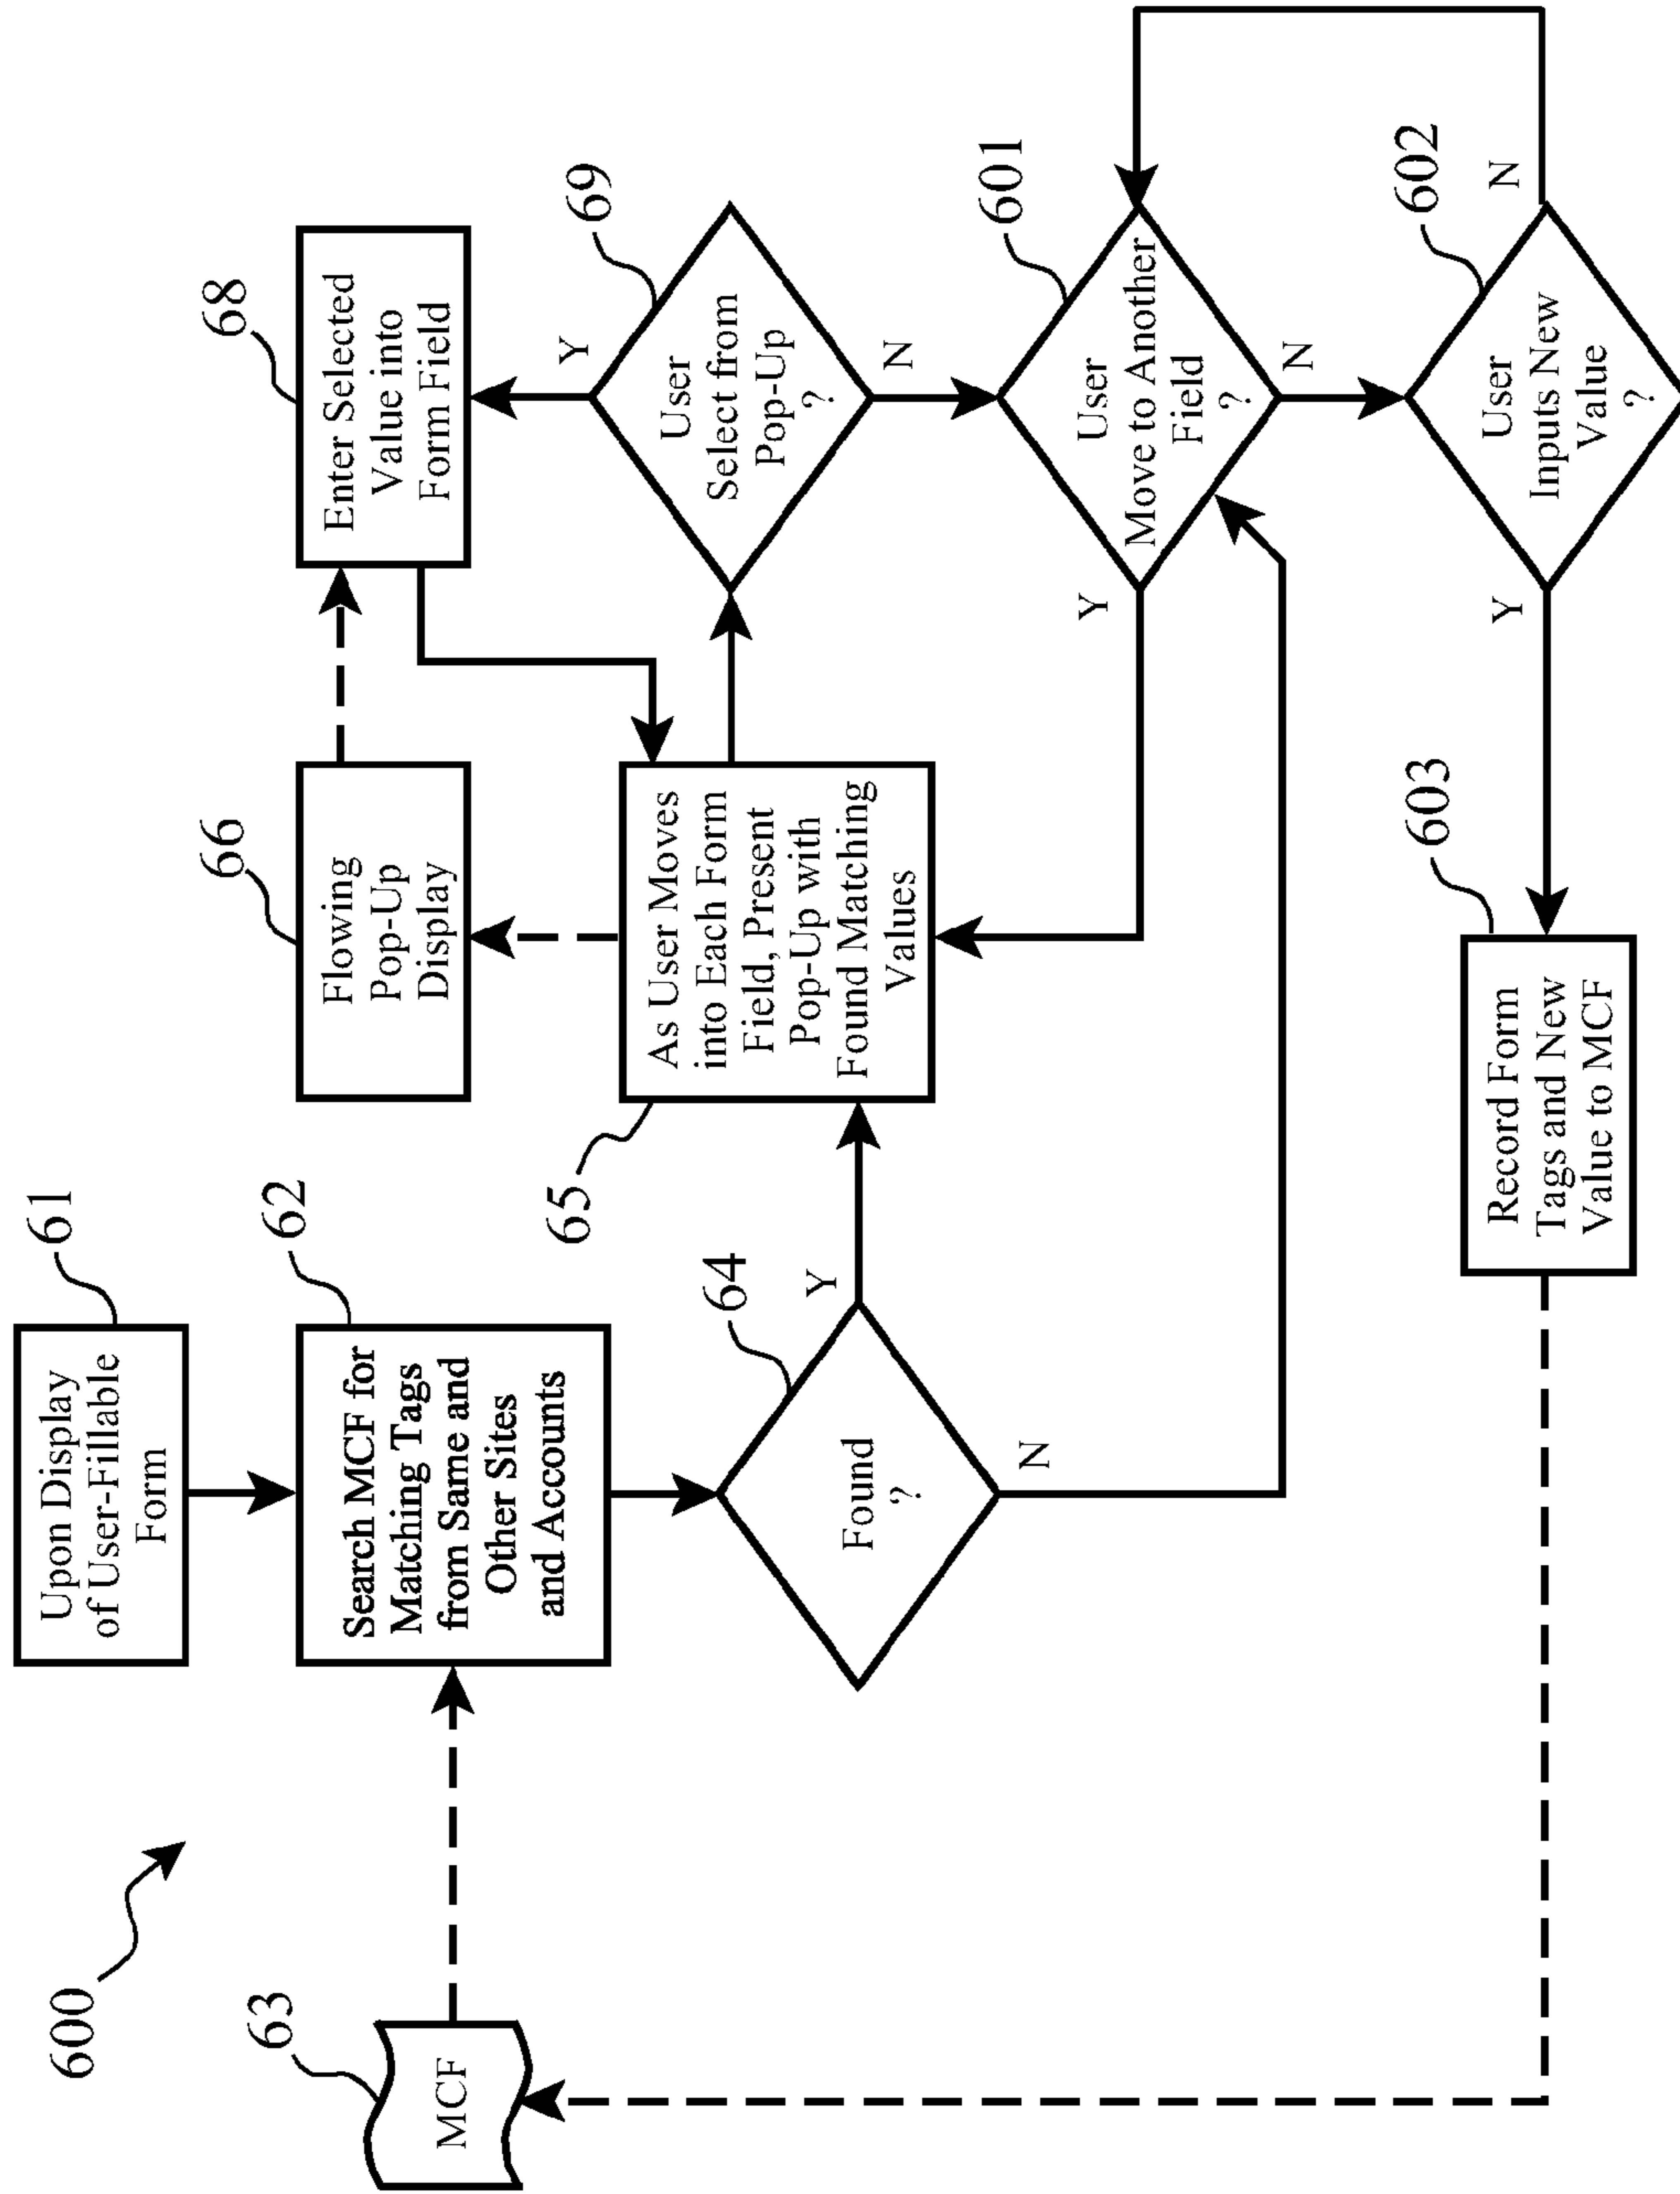 600
61
Upon Display
of User-Fillable
Form
63
MCF
62
Search MCF for
Matching Tags
from Same and
Other Sites
and Accounts
64
Found
?
Y
N
65
As User Moves
into Each Form
Field, Present
Pop-Up with
Found Matching
Values
66
Flowing
Pop-Up
Display
68
Enter Selected
Value into
Form Field
69
User
Select from
Pop-Up
?
Y
N
601
User
Move to Another
Field
?
Y
N
602
User
Inputs New
Value
?
Y
N
603
Record Form
Tags and New
Value to MCF